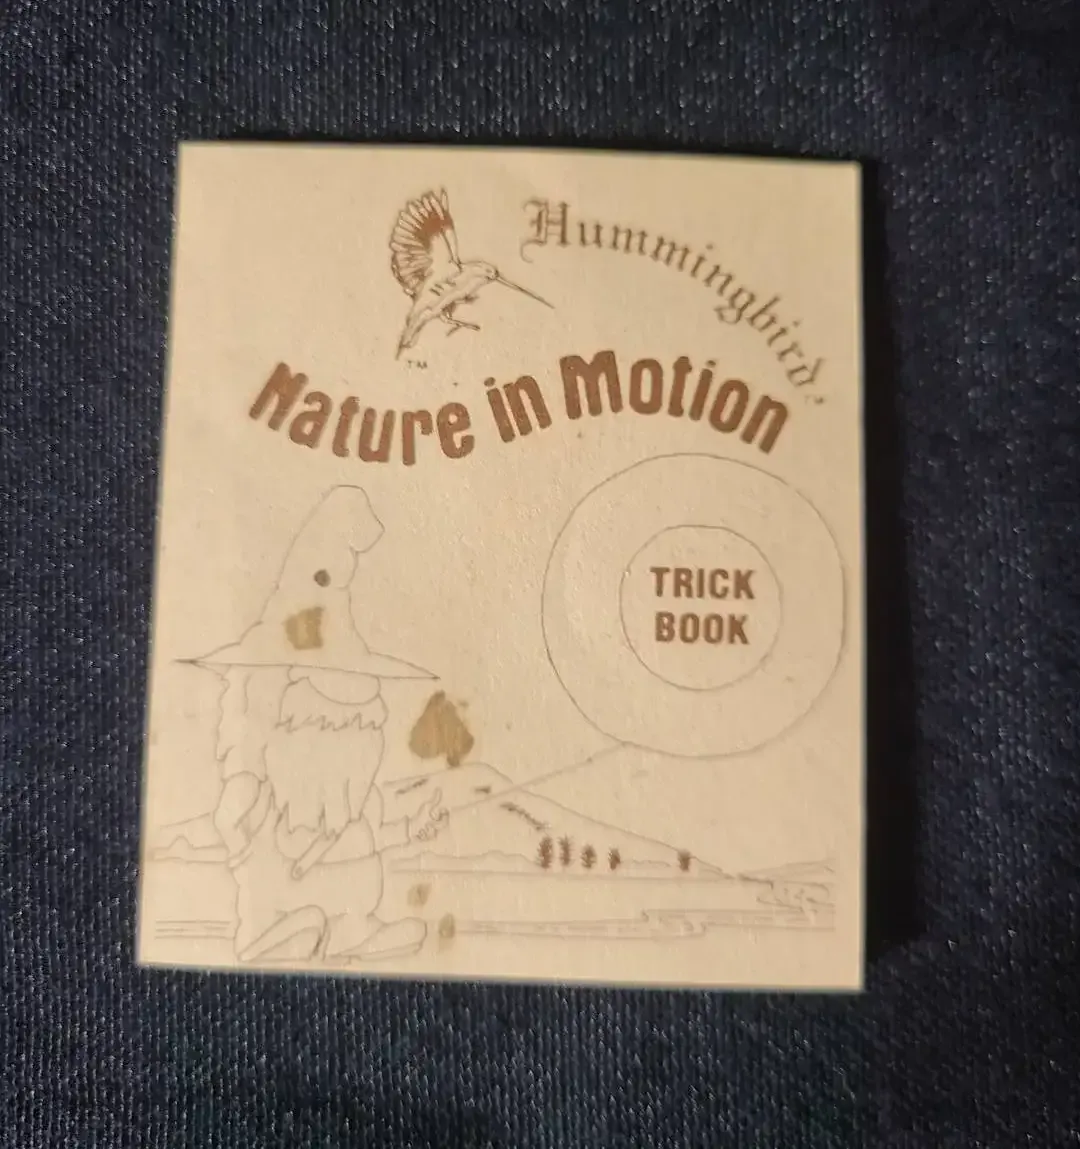 Hummingbird's
Nature in Motion
TM
TRICK
BOOK